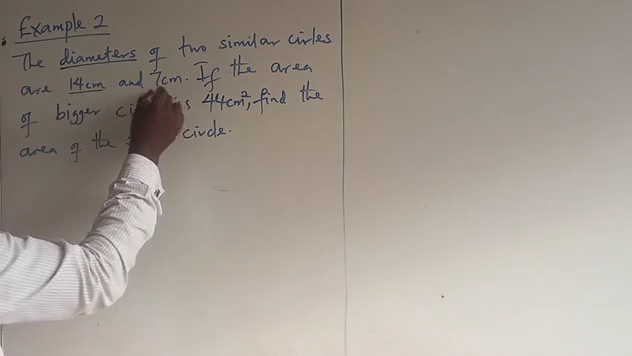 Example 2
The diameters of two similar circles
are 14cm and 7cm. If the area
of bigger is 44cm², find the
area of the circle.